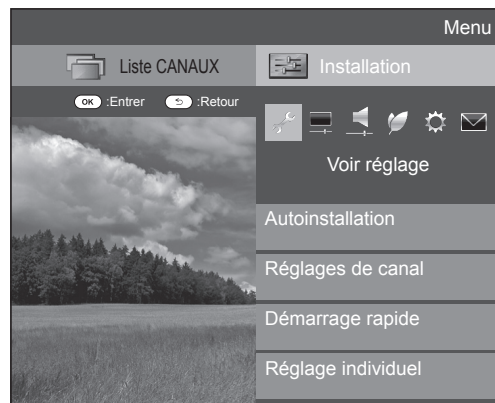 Menu
Liste CANAUX
Installation
OK :Entrer :Retour
Voir réglage
Autoinstallation
Réglages de canal
Démarrage rapide
Réglage individuel